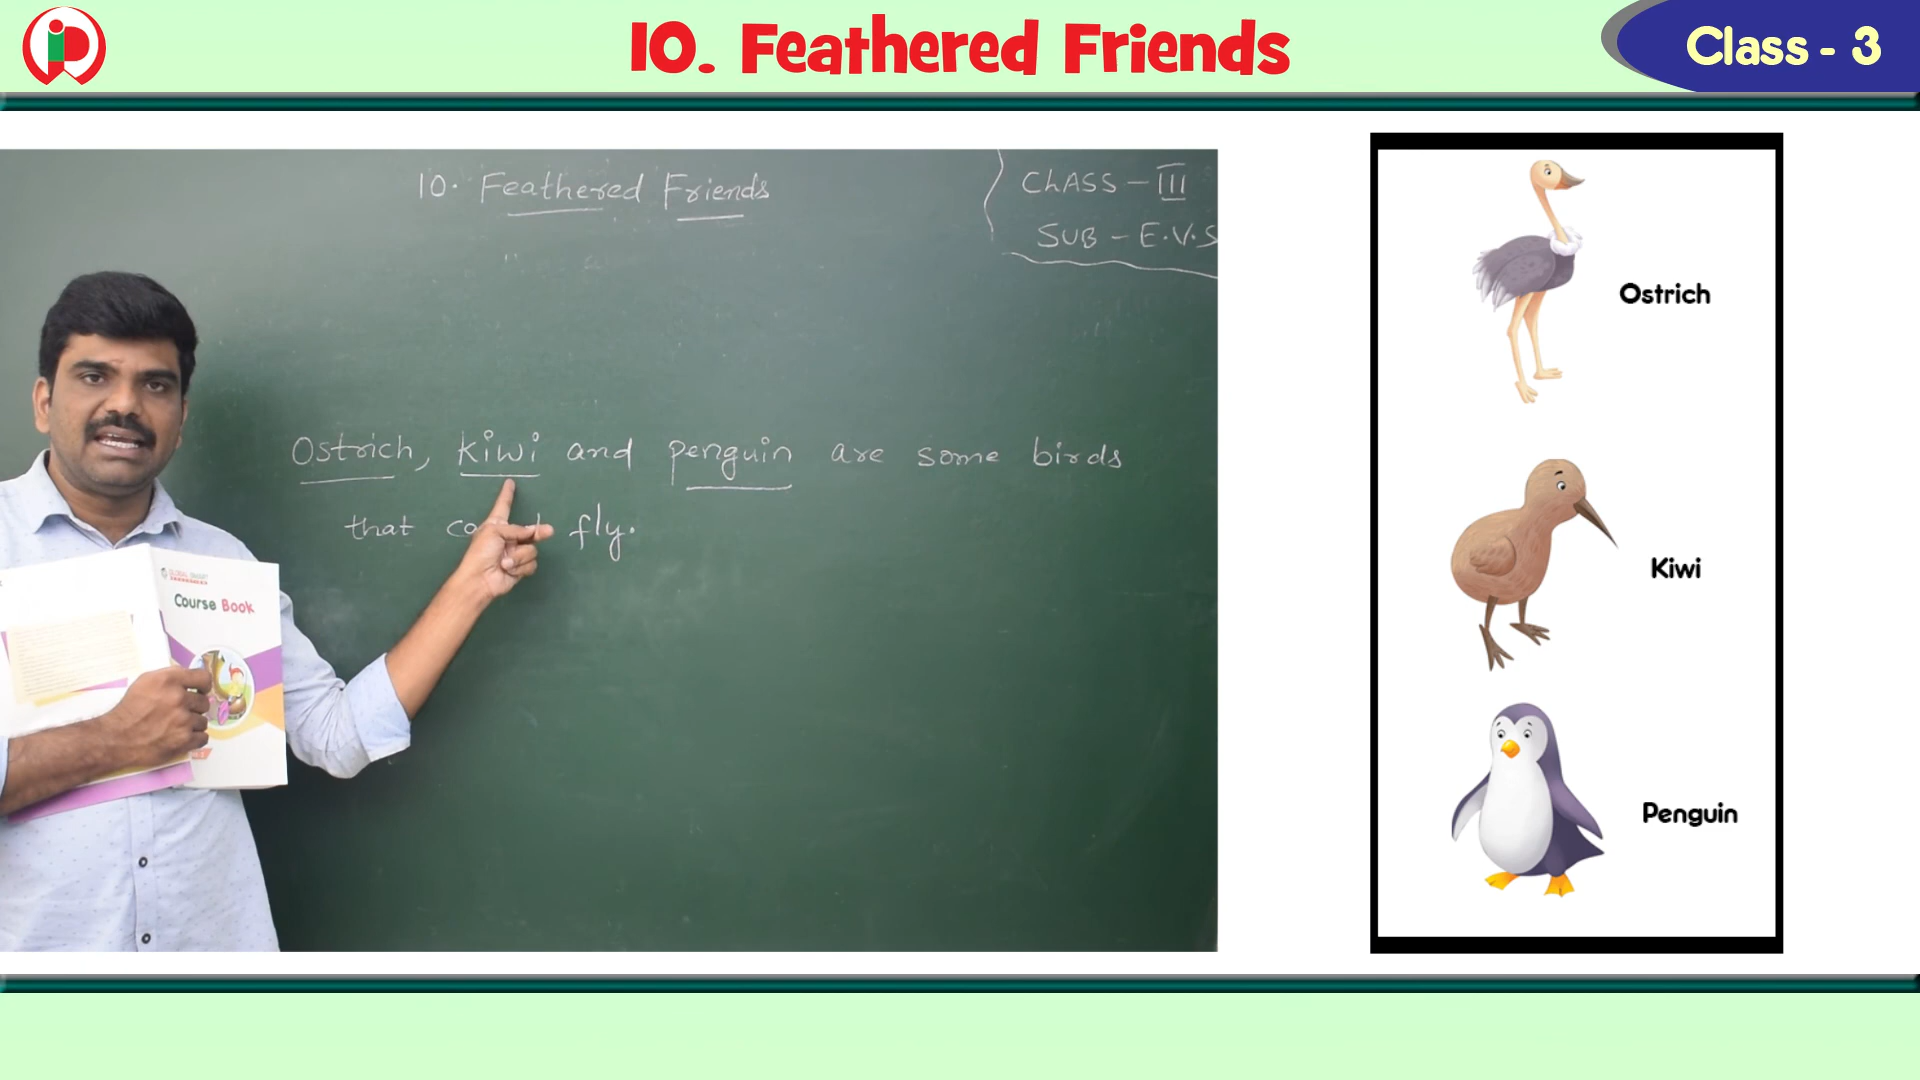 10. Feathered Friends
Class - 3
10. Feathered Friends
CLASS - III
SUB - E.V.S
Ostrich, kiwi and penguin are some birds
that fly.
Course Book
Ostrich
Kiwi
Penguin